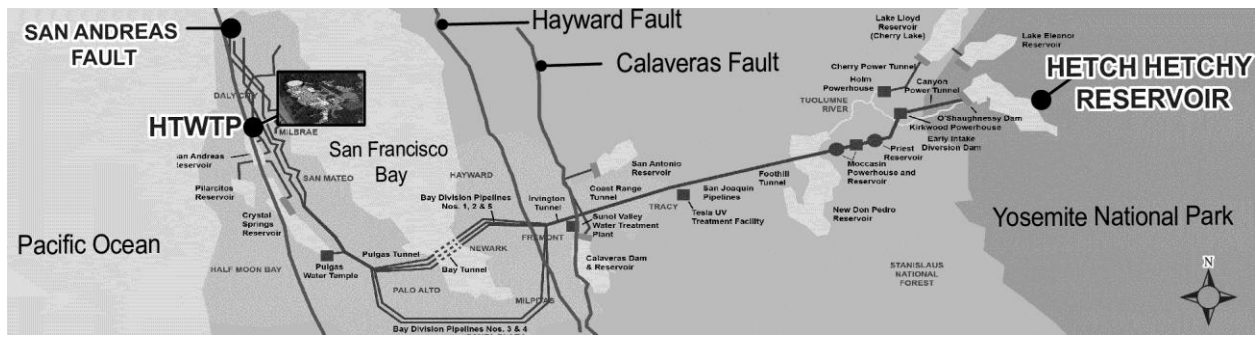 SAN ANDREAS
FAULT
Hayward Fault
Calaveras Fault
Lake Lloyd
Reservoir
(Cherry Lake)
Lake Eleanor
Reservoir
HETCH HETCHY
RESERVOIR
Cherry Power Tunnel
Holm
Powerhouse
Canyon
Power Tunnel
TUOLUMNE
RIVER
O'Shaughnessy Dam
Kirkwood Powerhouse
Early Intake
Diversion Dam
Priest
Reservoir
Moccasin
Powerhouse
and Reservoir
Foothill
Tunnel
New Don Pedro
Reservoir
DALY CITY
HTWTP
MILBRAE
San Francisco
Bay
San Andreas
Reservoir
SAN MATEO
Pilarcitos
Reservoir
Crystal
Springs
Reservoir
Pacific Ocean
HALF MOON BAY
Pulgas
Water Temple
Pulgas Tunnel
PALO ALTO
HAYWARD
Bay Division Pipelines
Nos. 1, 2 & 5
NEWARK
Bay Tunnel
Irvington
Tunnel
FREMONT
MILPITAS
Bay Division Pipelines Nos. 3 & 4
San Antonio
Reservoir
Coast Range
Tunnel
Sunol Valley
Water Treatment
Plant
Calaveras Dam
& Reservoir
TRACY
San Joaquin
Pipelines
Tesla UV
Treatment Facility
STANISLAUS
NATIONAL
FOREST
Yosemite National Park
N